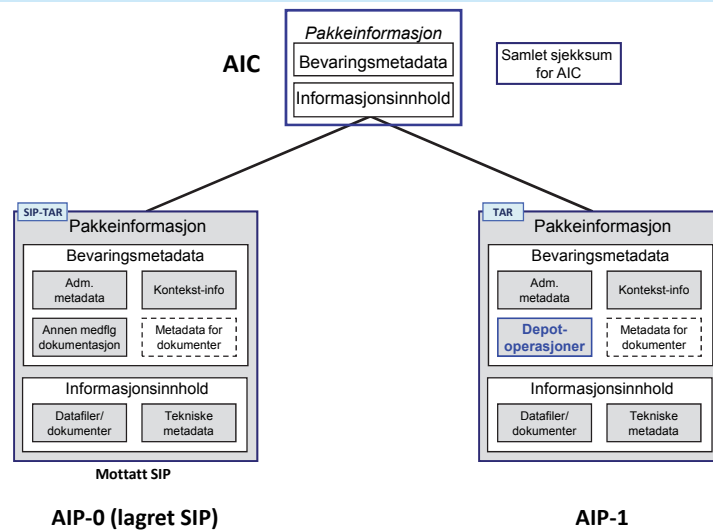 AIC
Pakkeinformasjon
Bevaringsmetadata
Informasjonsinnhold
Samlet sjekksum
for AIC
SIP-TAR
Pakkeinformasjon
Bevaringsmetadata
Adm.
metadata
Kontekst-info
Annen medflg
dokumentasjon
Metadata for
dokumenter
Informasjonsinnhold
Datafiler/
dokumenter
Tekniske
metadata
Mottatt SIP
AIP-0 (lagret SIP)
TAR
Pakkeinformasjon
Bevaringsmetadata
Adm.
metadata
Kontekst-info
Depot-
operasjoner
Metadata for
dokumenter
Informasjonsinnhold
Datafiler/
dokumenter
Tekniske
metadata
AIP-1